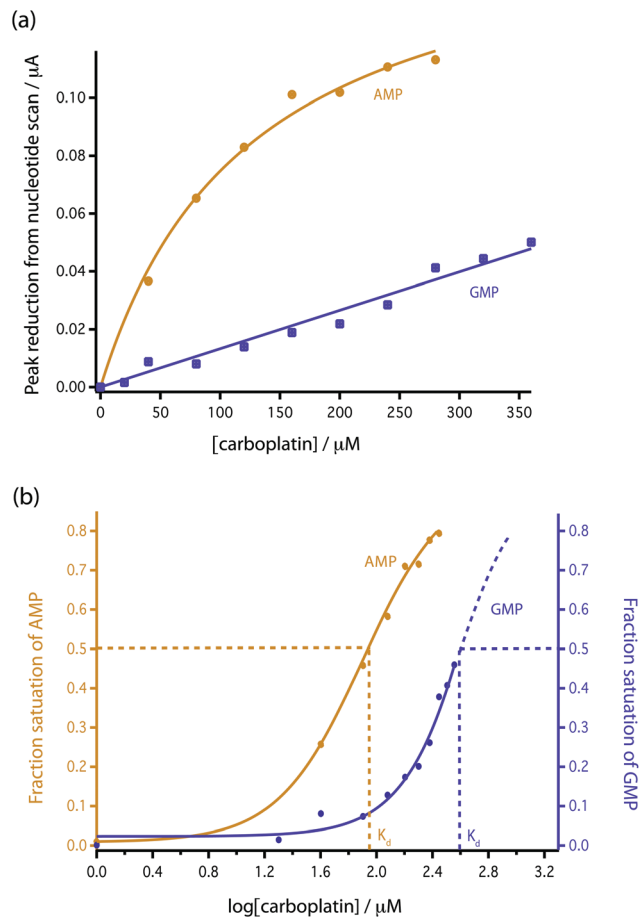 (a)
Peak reduction from nucleotide scan / μA
0.10
0.08
0.06
0.04
0.02
0.00
AMP
GMP
0 50 100 150 200 250 300 350
[carboplatin] / μM
(b)
Fraction satuation of AMP
0.8
0.7
0.6
0.5
0.4
0.3
0.2
0.1
0.0
AMP
GMP
Kd
Kd
0.8
0.7
0.6
0.5
0.4
0.3
0.2
0.1
0.0
Fraction satuation of GMP
0.0 0.8 1.2 1.6 2.0 2.4 2.8 3.2
log[carboplatin] / μM